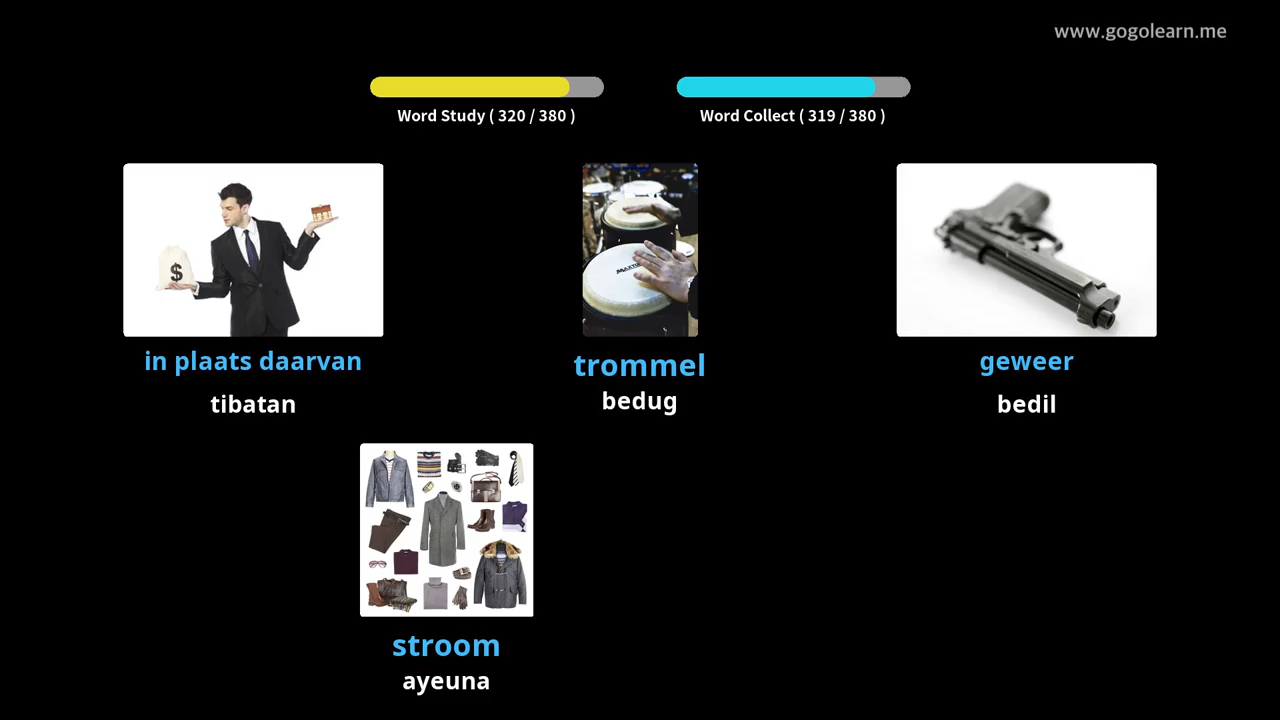 www.gogolearn.me
Word Study ( 320 / 380 )
Word Collect ( 319 / 380 )
$
in plaats daarvan
trommel
geweer
tibatan
bedug
bedil
stroom
ayeuna